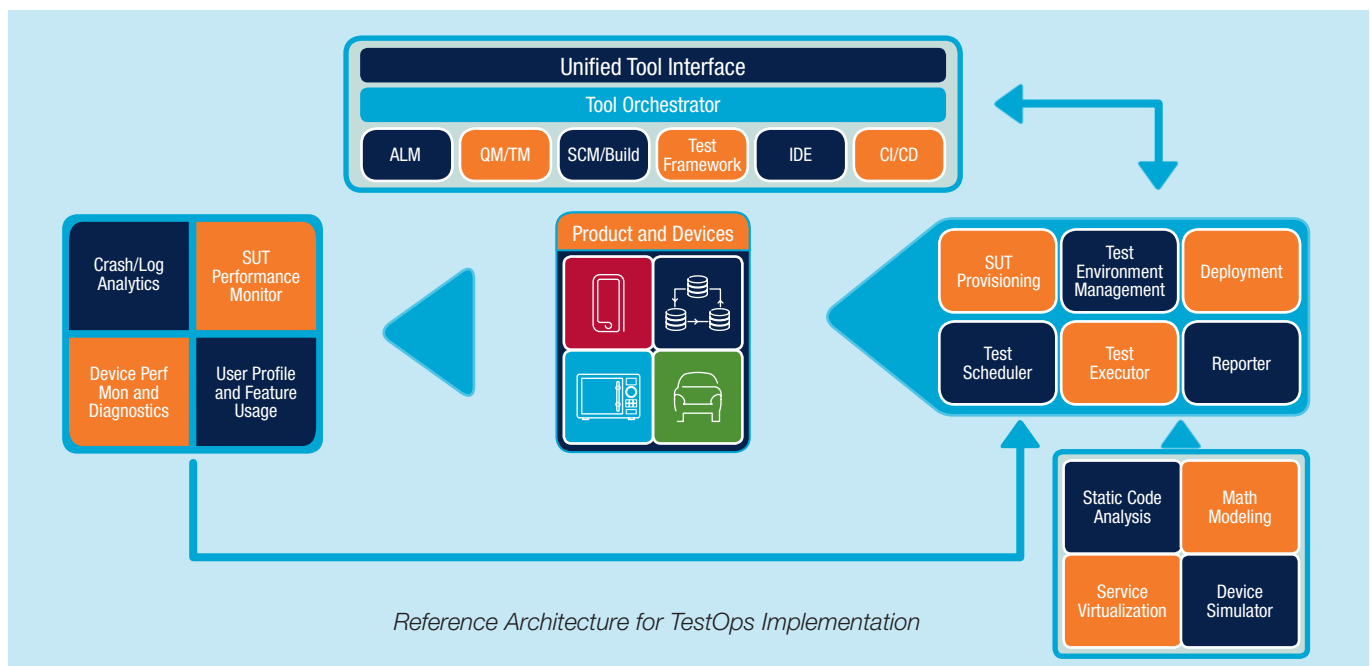 Unified Tool Interface
Tool Orchestrator
ALM
QM/TM
SCM/Build
Test
Framework
IDE
CI/CD
Crash/Log
Analytics
SUT
Performance
Monitor
Device Perf
Mon and
Diagnostics
User Profile
and Feature
Usage
Product and Devices
SUT
Provisioning
Test
Environment
Management
Deployment
Test
Scheduler
Test
Executor
Reporter
Static Code
Analysis
Math
Modeling
Service
Virtualization
Device
Simulator
Reference Architecture for TestOps Implementation